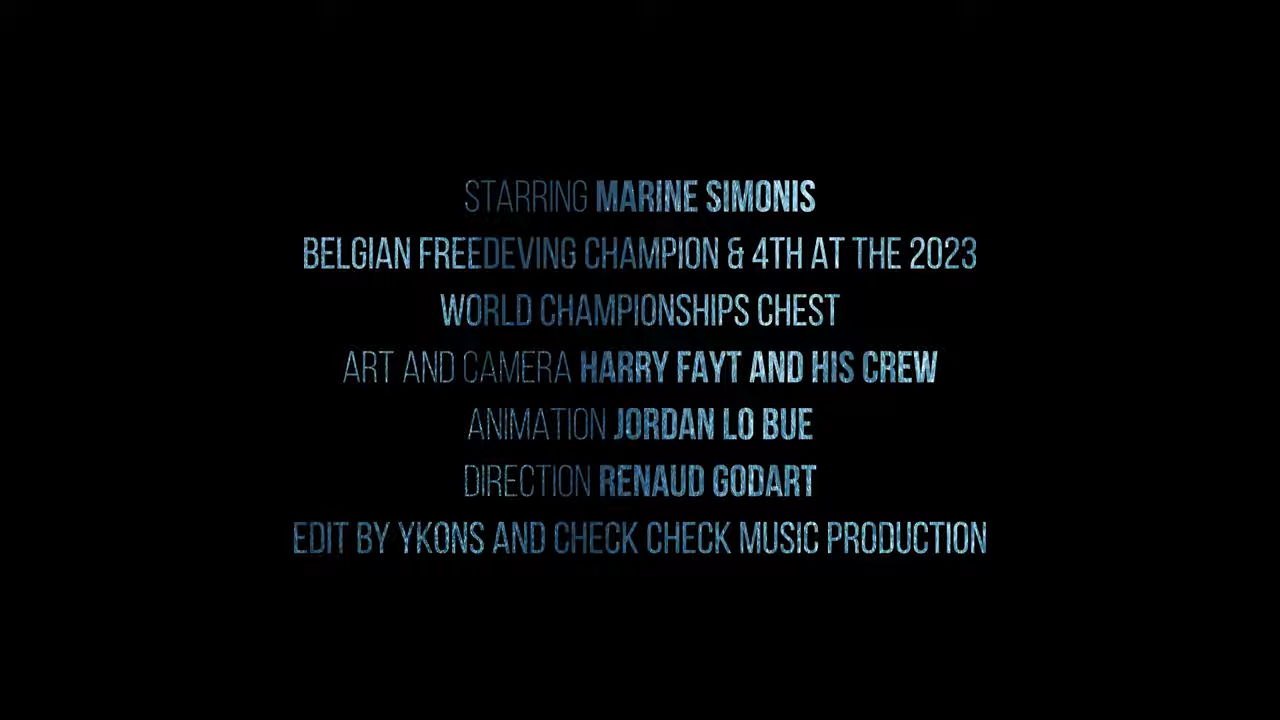 STARRING MARINE SIMONIS
BELGIAN FREEDEVING CHAMPION & 4TH AT THE 2023
WORLD CHAMPIONSHIPS CHEST
ART AND CAMERA HARRY FAYT AND HIS CREW
ANIMATION JORDAN LO BUE
DIRECTION RENAUD GODART
EDIT BY YKONS AND CHECK CHECK MUSIC PRODUCTION